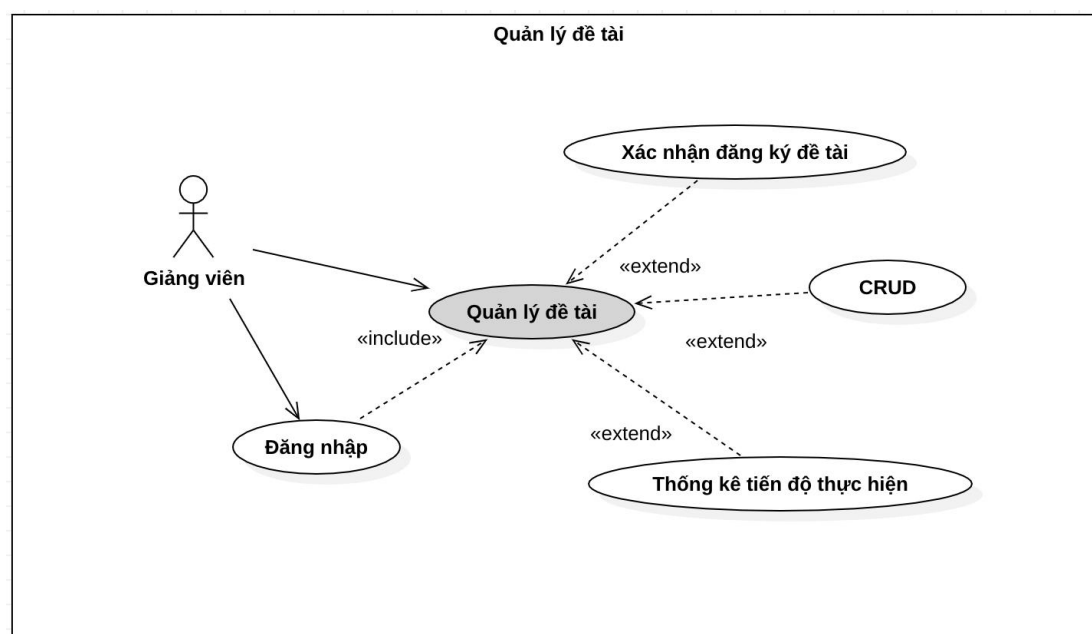 Quản lý đề tài
Xác nhận đăng ký đề tài
«extend»
Giảng viên
CRUD
Quản lý đề tài
«include»
«extend»
«extend»
Đăng nhập
Thống kê tiến độ thực hiện